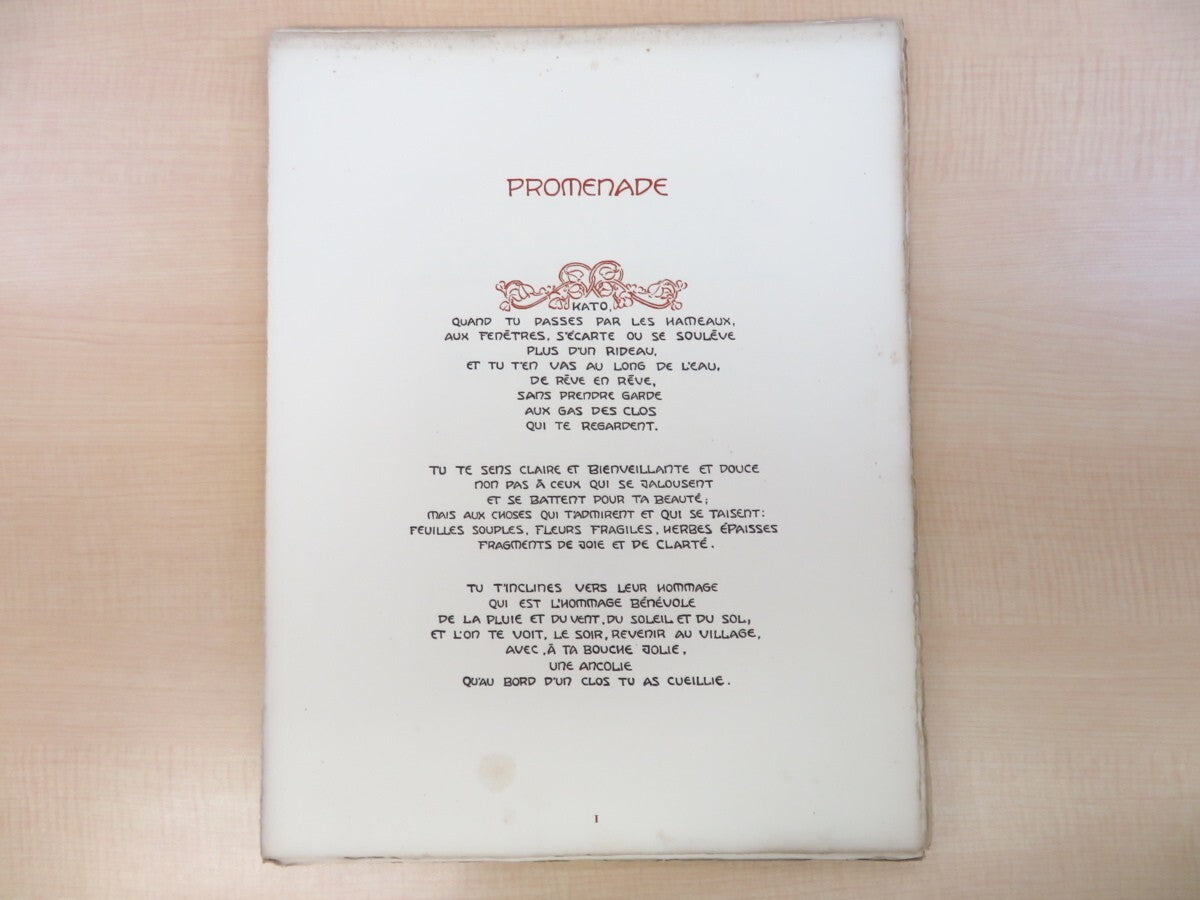 PROMENADE
KATO,
QUAND TU PASSES PAR LES HAMEAUX,
AUX FENÊTRES, S'ÉCARTE OU SE SOULÈVE
PLUS D'UN RIDEAU,
ET TU T'EN VAS AU LONG DE L'EAU,
DE RÊVE EN RÊVE,
SANS PRENDRE GARDE
AUX GAS DES CLOS
QUI TE REGARDENT.
TU TE SENS CLAIRE ET BIENVEILLANTE ET DOUCE
NON PAS À CEUX QUI SE JALOUSENT
ET SE BATTENT POUR TA BEAUTÉ;
MAIS AUX CHOSES QUI T'ADMIRENT ET QUI SE TAISENT:
FEUILLES SOUPLES, FLEURS FRAGILES, HERBES ÉPAISSES
FRAGMENTS DE JOIE ET DE CLARTÉ.
TU T'INCLINES VERS LEUR HOMMAGE
QUI EST L'HOMMAGE BÉNÉVOLE
DE LA PLUIE ET DU VENT, DU SOLEIL ET DU SOL,
ET L'ON TE VOIT, LE SOIR, REVENIR AU VILLAGE,
AVEC, À TA BOUCHE JOLIE,
UNE ANCOLIE
QU'AU BORD D'UN CLOS TU AS CUEILLIE.
I